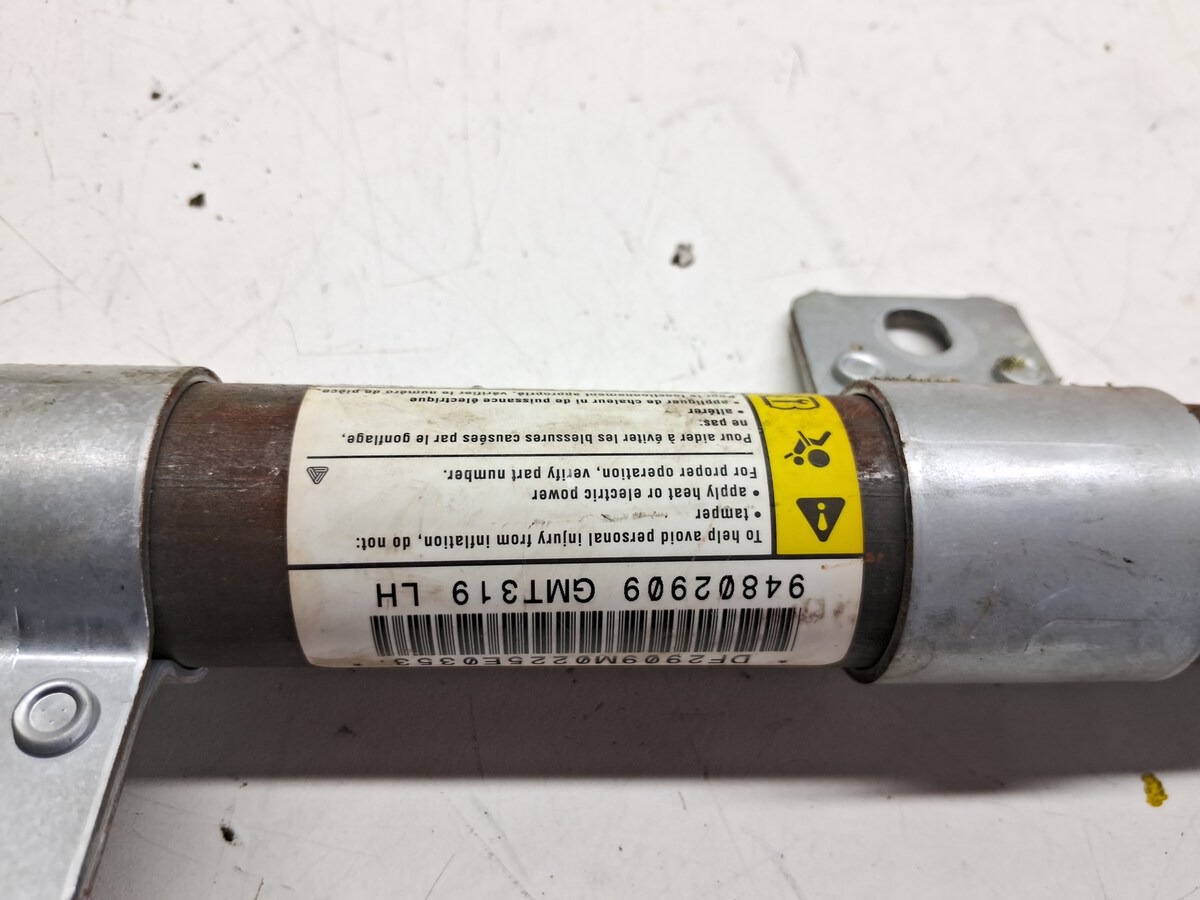 *DF2909M0225E0353*
94802909 GMT319 LH
To help avoid personal injury from inflation, do not:
• tamper
• apply heat or electric power
For proper operation, verify part number.
Pour aider à éviter les blessures causées par le gonflage,
ne pas:
• altérer
• appliquer de chaleur ni de puissance électrique
Pour le fonctionnement approprié, vérifier le numéro de pièce.